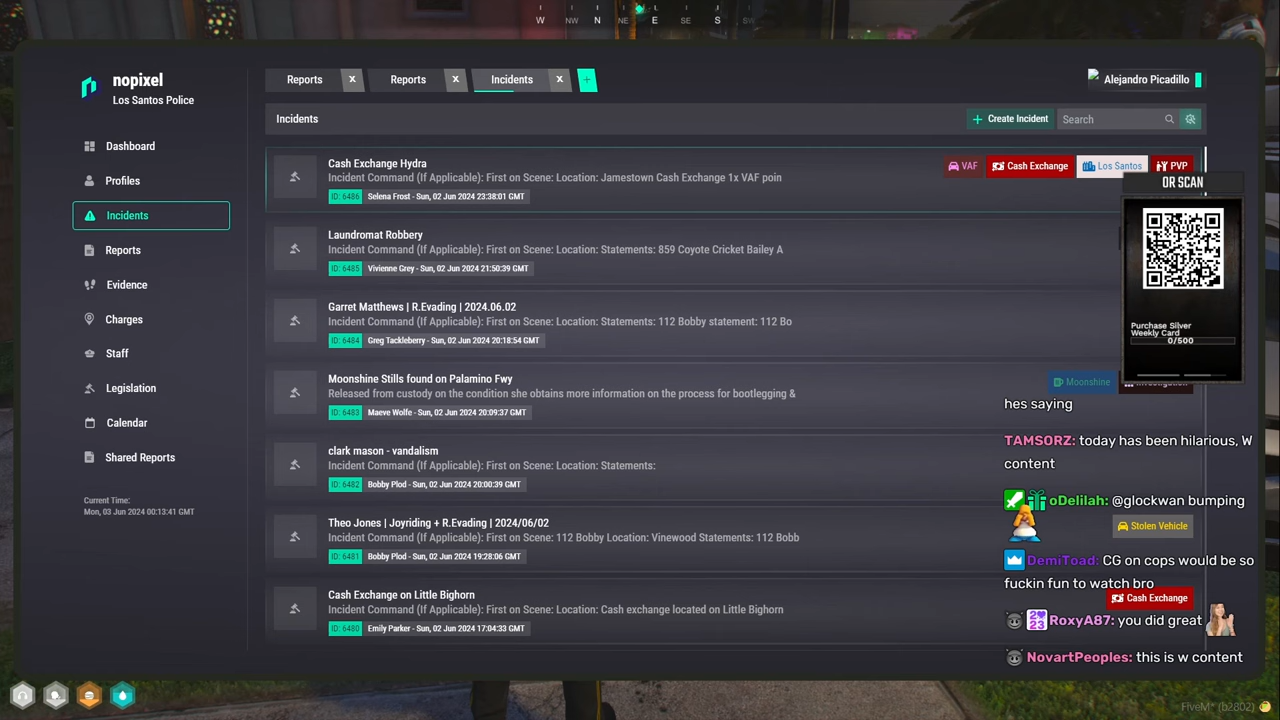 W NW N NE E SE S SW
nopixel
Los Santos Police
Dashboard
Profiles
Incidents
Reports
Evidence
Charges
Staff
Legislation
Calendar
Shared Reports
Current Time:
Mon, 03 Jun 2024 00:13:41 GMT
Reports x Reports x Incidents x +
Alejandro Picadillo
Incidents
+ Create Incident
Search
Cash Exchange Hydra
Incident Command (If Applicable): First on Scene: Location: Jamestown Cash Exchange 1x VAF poin
ID: 6486 Selena Frost - Sun, 02 Jun 2024 23:38:01 GMT
VAF Cash Exchange Los Santos PVP
Laundromat Robbery
Incident Command (If Applicable): First on Scene: Location: Statements: 859 Coyote Cricket Bailey A
ID: 6485 Vivienne Grey - Sun, 02 Jun 2024 21:50:39 GMT
Garret Matthews | R.Evading | 2024.06.02
Incident Command (If Applicable): First on Scene: Location: Statements: 112 Bobby statement: 112 Bo
ID: 6484 Greg Tackleberry - Sun, 02 Jun 2024 20:18:54 GMT
Moonshine Stills found on Palamino Fwy
Released from custody on the condition she obtains more information on the process for bootlegging &
ID: 6483 Maeve Wolfe - Sun, 02 Jun 2024 20:09:37 GMT
Moonshine
clark mason - vandalism
Incident Command (If Applicable): First on Scene: Location: Statements:
ID: 6482 Bobby Plod - Sun, 02 Jun 2024 20:00:39 GMT
Theo Jones | Joyriding + R.Evading | 2024/06/02
Incident Command (If Applicable): First on Scene: 112 Bobby Location: Vinewood Statements: 112 Bobb
ID: 6481 Bobby Plod - Sun, 02 Jun 2024 19:28:06 GMT
Stolen Vehicle
Cash Exchange on Little Bighorn
Incident Command (If Applicable): First on Scene: Location: Cash exchange located on Little Bighorn
ID: 6480 Emily Parker - Sun, 02 Jun 2024 17:04:33 GMT
Cash Exchange
OR SCAN
Purchase Silver
Weekly Card
0/500
hes saying
TAMSORZ: today has been hilarious, W
content
oDelilah: @glockwan bumping
DemiToad: CG on cops would be so
fuckin fun to watch bro
2023
RoxyA87: you did great
NovartPeoples: this is w content
FiveM* (b2802)